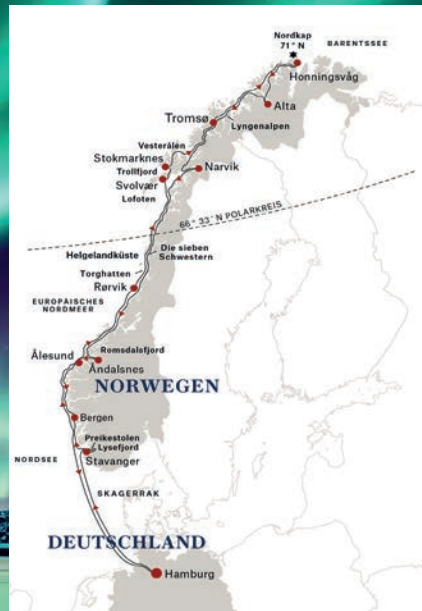 Nordkap
71° N
BARENTSSEE
Honningsvåg
Alta
Tromsø
Lyngenalpen
Vesterålen
Stokmarknes
Trollfjord
Svolvær
Narvik
Lofoten
66° 33´ N POLARKREIS
Helgelandküste
Die sieben
Schwestern
Torghatten
Rørvik
EUROPÄISCHES
NORDMEER
Romsdalsfjord
Ålesund
Åndalsnes
NORWEGEN
Bergen
Preikestolen
Lysefjord
NORDSEE
Stavanger
SKAGERRAK
DEUTSCHLAND
Hamburg